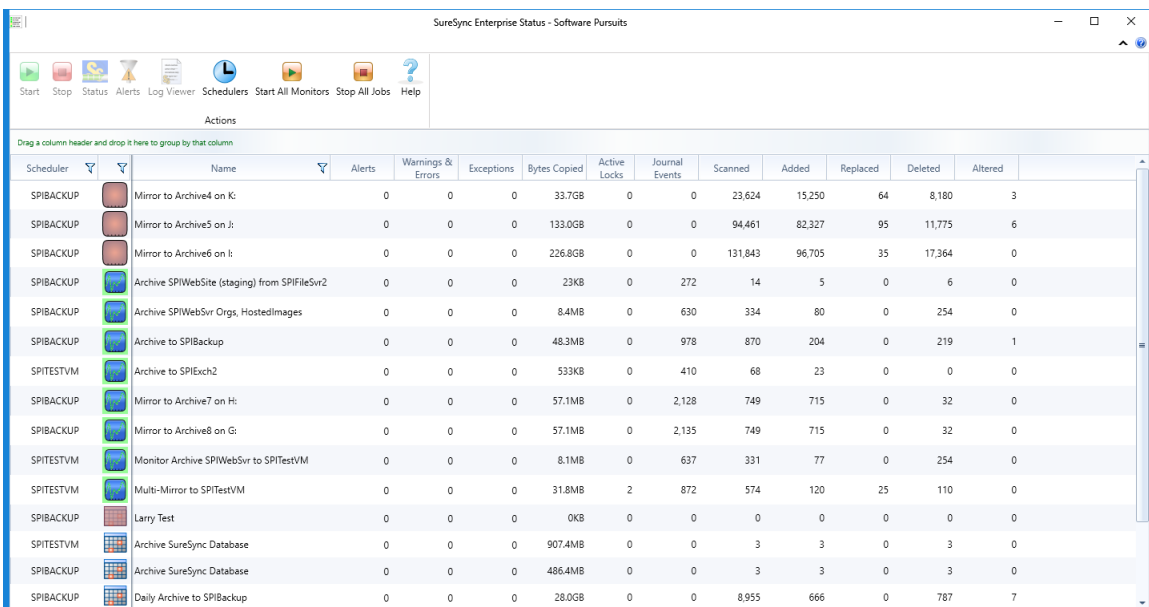 SureSync Enterprise Status - Software Pursuits
Start Stop Status Alerts Log Viewer Schedulers Start All Monitors Stop All Jobs Help
Actions
Drag a column header and drop it here to group by that column
Scheduler Name Alerts Warnings & Errors Exceptions Bytes Copied Active Locks Journal Events Scanned Added Replaced Deleted Altered
SPIBACKUP Mirror to Archive4 on K: 0 0 0 33.7GB 0 0 23,624 15,250 64 8,180 3
SPIBACKUP Mirror to Archive5 on J: 0 0 0 133.0GB 0 0 94,461 82,327 95 11,775 6
SPIBACKUP Mirror to Archive6 on I: 0 0 0 226.8GB 0 0 131,843 96,705 35 17,364 0
SPIBACKUP Archive SPIWebSite (staging) from SPIFileSvr2 0 0 0 23KB 0 272 14 5 0 6 0
SPIBACKUP Archive SPIWebSvr Orgs, HostedImages 0 0 0 8.4MB 0 630 334 80 0 254 0
SPIBACKUP Archive to SPIBackup 0 0 0 48.3MB 0 978 870 204 0 219 1
SPITESTVM Archive to SPIExch2 0 0 0 533KB 0 410 68 23 0 0 0
SPIBACKUP Mirror to Archive7 on H: 0 0 0 57.1MB 0 2,128 749 715 0 32 0
SPIBACKUP Mirror to Archive8 on G: 0 0 0 57.1MB 0 2,135 749 715 0 32 0
SPITESTVM Monitor Archive SPIWebSvr to SPITestVM 0 0 0 8.1MB 0 637 331 77 0 254 0
SPITESTVM Multi-Mirror to SPITestVM 0 0 0 31.8MB 2 872 574 120 25 110 0
SPIBACKUP Larry Test 0 0 0 0KB 0 0 0 0 0 0 0
SPITESTVM Archive SureSync Database 0 0 0 907.4MB 0 0 3 3 0 3 0
SPIBACKUP Archive SureSync Database 0 0 0 486.4MB 0 0 3 3 0 3 0
SPIBACKUP Daily Archive to SPIBackup 0 0 0 28.0GB 0 0 8,955 666 0 787 7